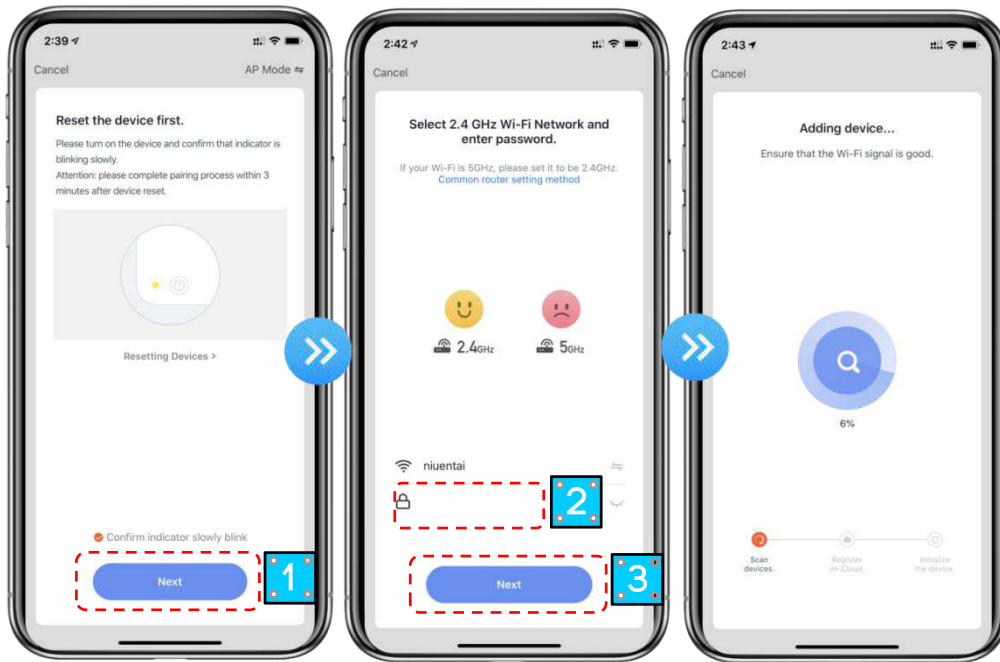 2:39
Cancel
AP Mode
Reset the device first.
Please turn on the device and confirm that indicator is
blinking slowly.
Attention: please complete pairing process within 3
minutes after device reset.
Resetting Devices >
Confirm indicator slowly blink
Next
1
2:42
Cancel
Select 2.4 GHz Wi-Fi Network and
enter password.
If your Wi-Fi is 5GHz, please set it to be 2.4GHz.
Common router setting method
2.4GHz
5GHz
niuentai
2
Next
3
2:43
Cancel
Adding device...
Ensure that the Wi-Fi signal is good.
6%
Scan
devices.
Register
on Cloud.
Initialize
the device.